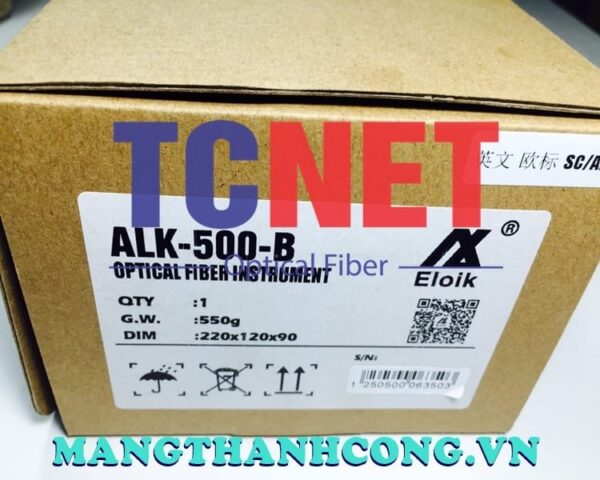 TCNET
Optical Fiber
英文 欧标 SC/A
ALK-500-B
OPTICAL FIBER INSTRUMENT
Eloik
®
QTY :1
G.W. :550g
DIM :220x120x90
S/N:
1 250500 063503
MANGTHANHCONG.VN